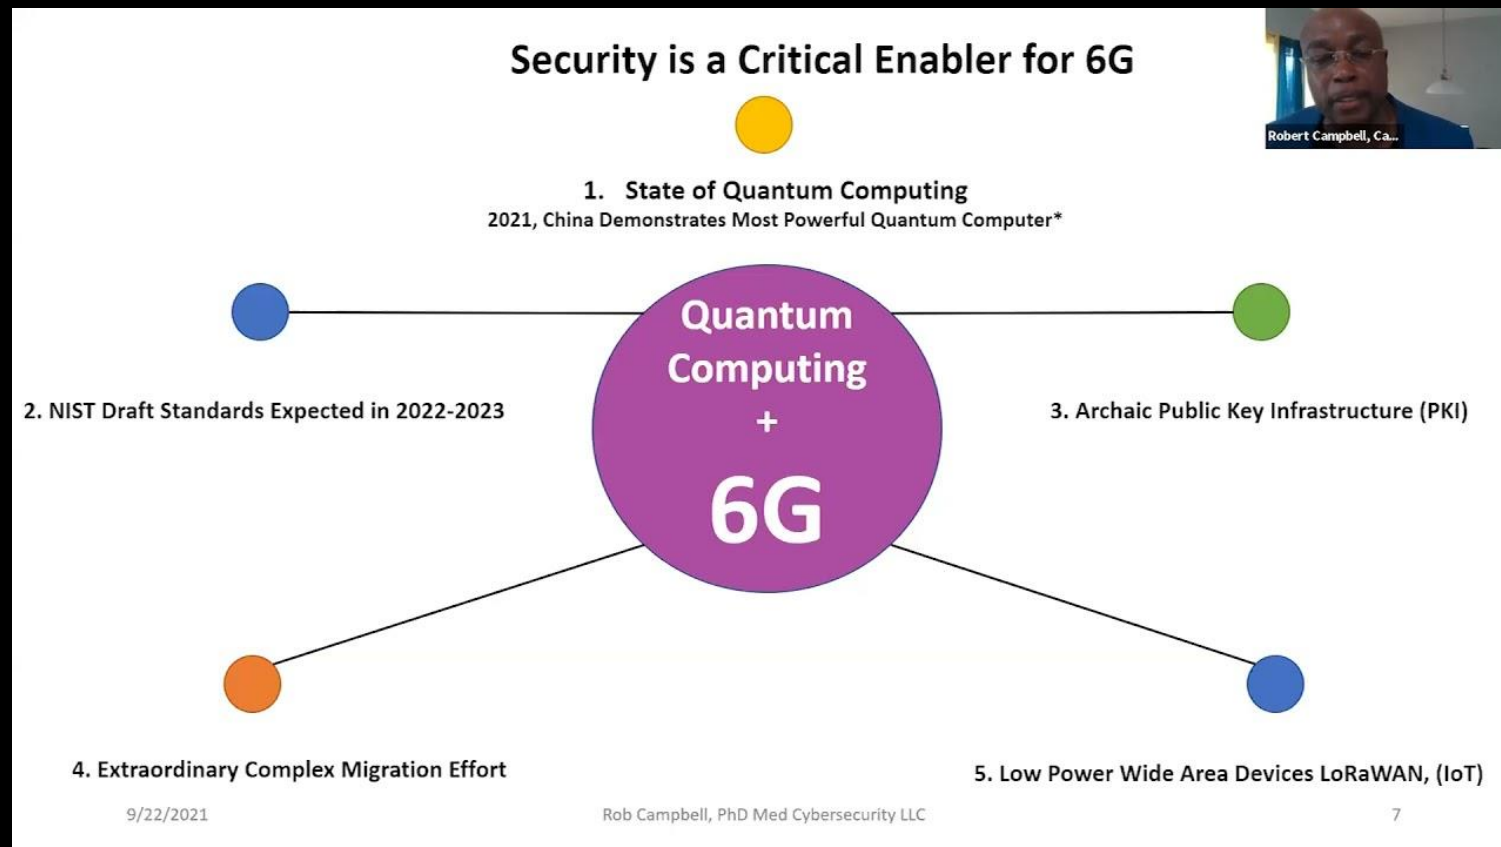 Security is a Critical Enabler for 6G
Robert Campbell, Ca...
1. State of Quantum Computing
2021, China Demonstrates Most Powerful Quantum Computer*
Quantum
Computing
+
6G
2. NIST Draft Standards Expected in 2022-2023
3. Archaic Public Key Infrastructure (PKI)
4. Extraordinary Complex Migration Effort
5. Low Power Wide Area Devices LoRaWAN, (IoT)
9/22/2021
Rob Campbell, PhD Med Cybersecurity LLC
7